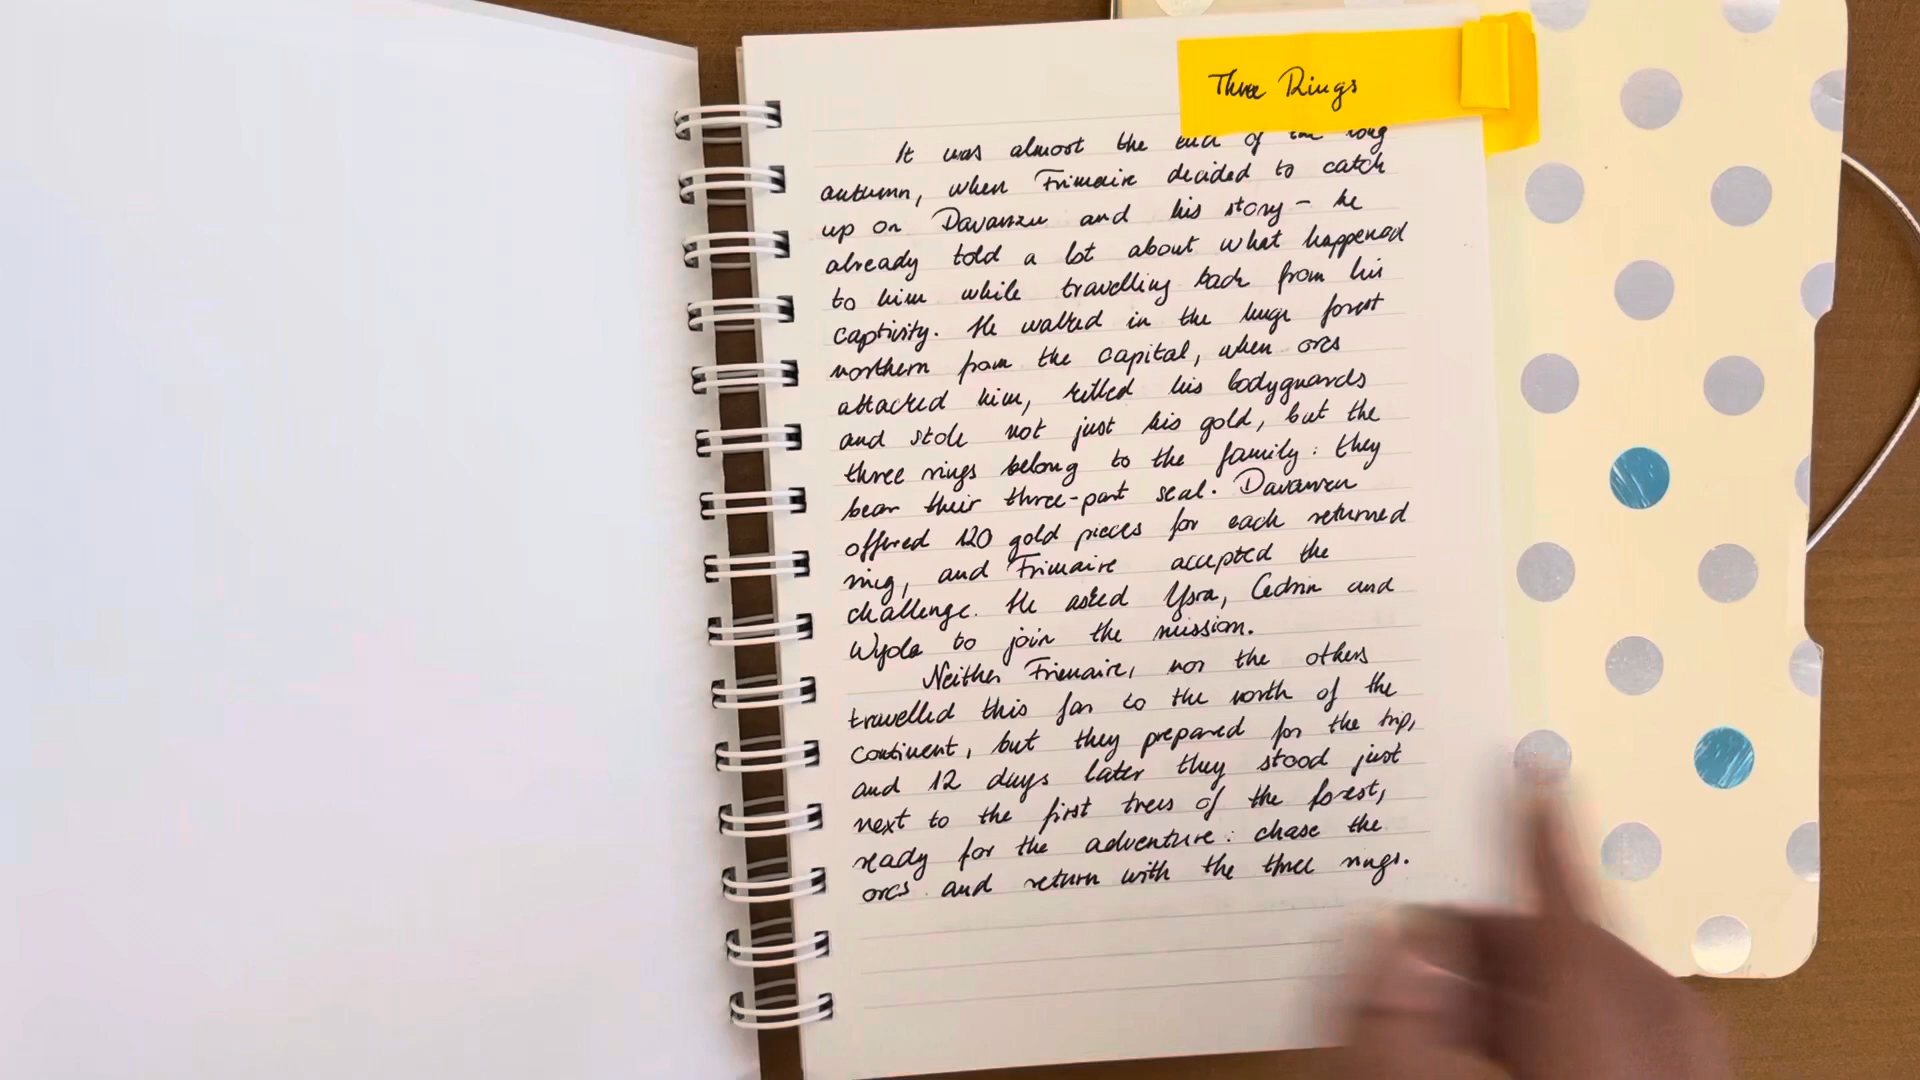 Three Rings
It was almost the end of the long
autumn, when Frimaire decided to catch
up on Davanzu and his story – he
already told a lot about what happened
to him while travelling back from his
captivity. He walked in the huge forest
northern from the capital, when orcs
attacked him, killed his bodyguards
and stole not just his gold, but the
three rings belong to the family: they
bear their three-part seal. Davanzu
offered 120 gold pieces for each returned
ring, and Frimaire accepted the
challenge. He asked Ysra, Cedrin and
Wyola to join the mission.
Neither Frimaire, nor the others
travelled this far to the north of the
continent, but they prepared for the trip,
and 12 days later they stood just
next to the first trees of the forest,
ready for the adventure: chase the
orcs and return with the three rings.